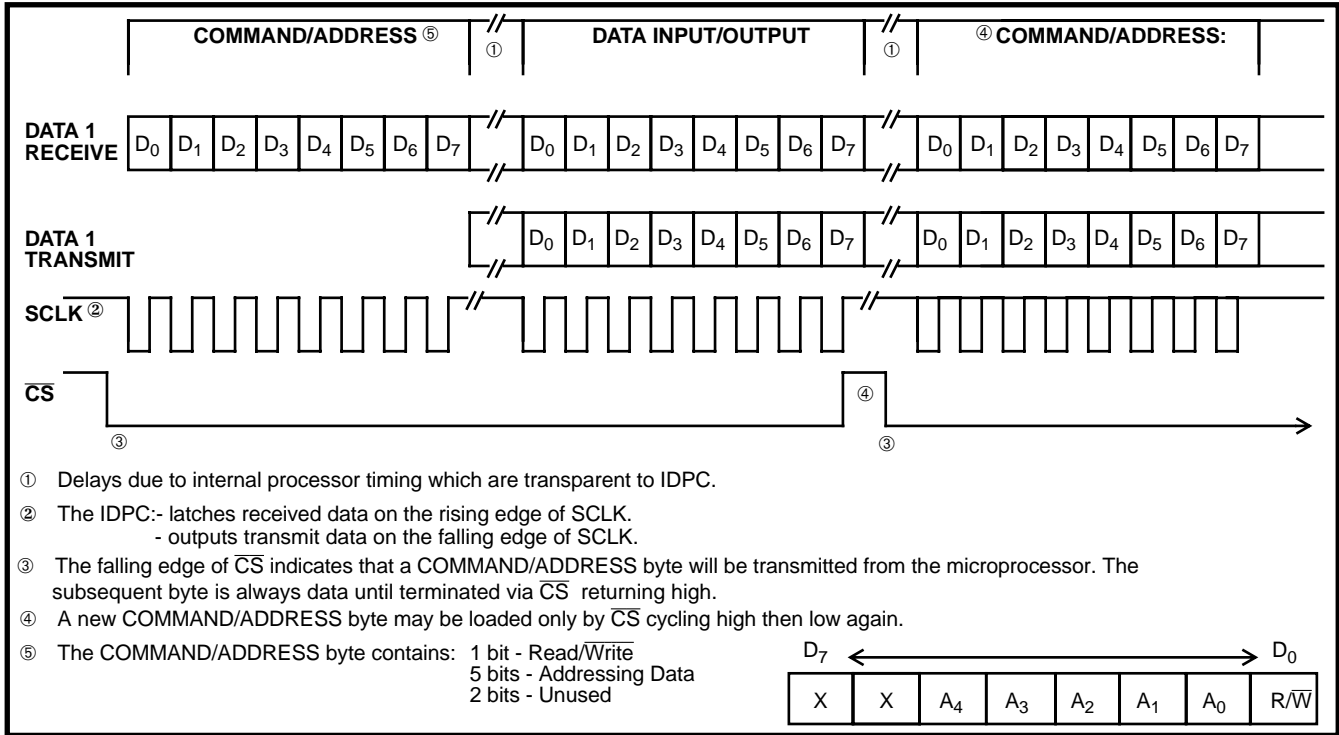 COMMAND/ADDRESS ⑤ // ① DATA INPUT/OUTPUT // ① ④ COMMAND/ADDRESS:
DATA 1
RECEIVE
D0 D1 D2 D3 D4 D5 D6 D7 D0 D1 D2 D3 D4 D5 D6 D7 D0 D1 D2 D3 D4 D5 D6 D7
DATA 1
TRANSMIT
D0 D1 D2 D3 D4 D5 D6 D7 D0 D1 D2 D3 D4 D5 D6 D7
SCLK ②
C̅S̅ ④
③ ③
① Delays due to internal processor timing which are transparent to IDPC.
② The IDPC:- latches received data on the rising edge of SCLK.
- outputs transmit data on the falling edge of SCLK.
③ The falling edge of C̅S̅ indicates that a COMMAND/ADDRESS byte will be transmitted from the microprocessor. The
subsequent byte is always data until terminated via C̅S̅ returning high.
④ A new COMMAND/ADDRESS byte may be loaded only by C̅S̅ cycling high then low again.
⑤ The COMMAND/ADDRESS byte contains: 1 bit - Read/W̅r̅i̅t̅e̅
5 bits - Addressing Data
2 bits - Unused
D7 D0
X X A4 A3 A2 A1 A0 R/W̅